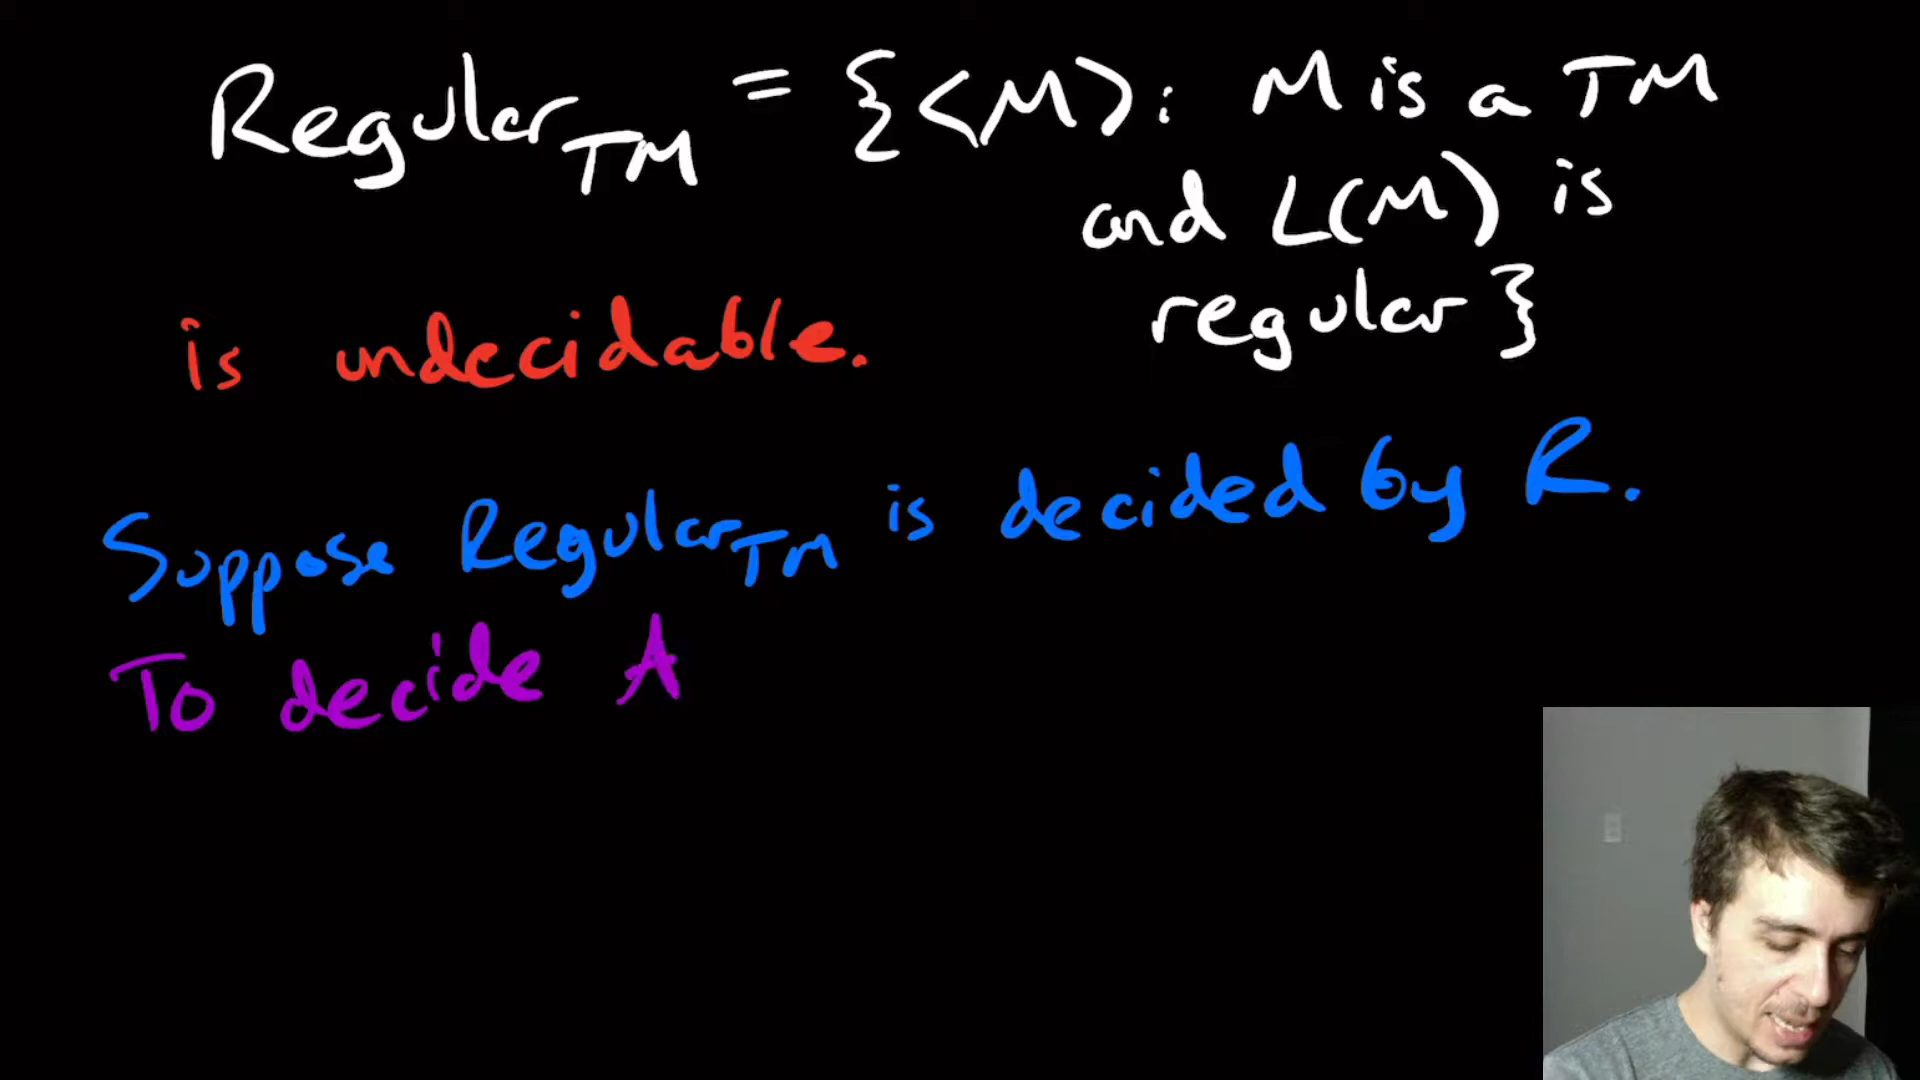 Regular_TM = {<M>: M is a TM
and L(M) is
regular}
is undecidable.
Suppose Regular_TM is decided by R.
To decide A